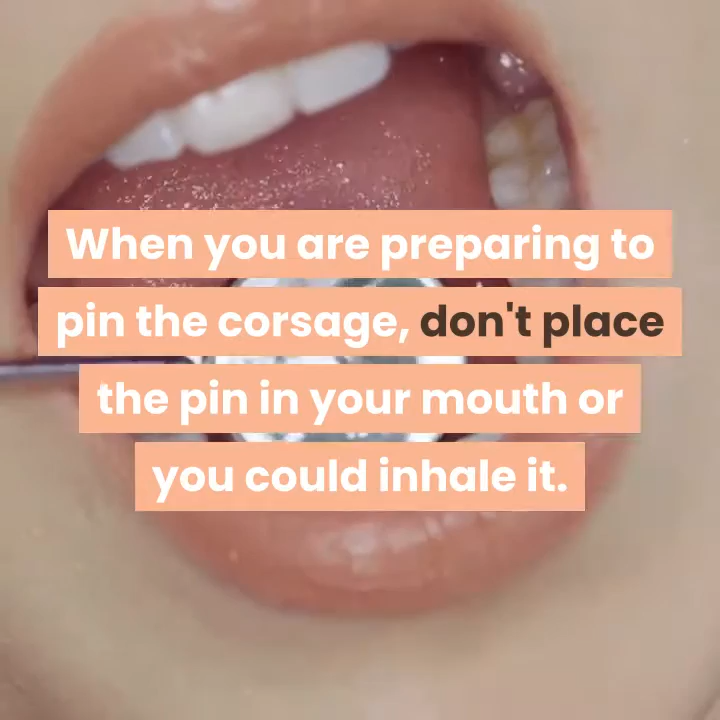 When you are preparing to
pin the corsage, don't place
the pin in your mouth or
you could inhale it.